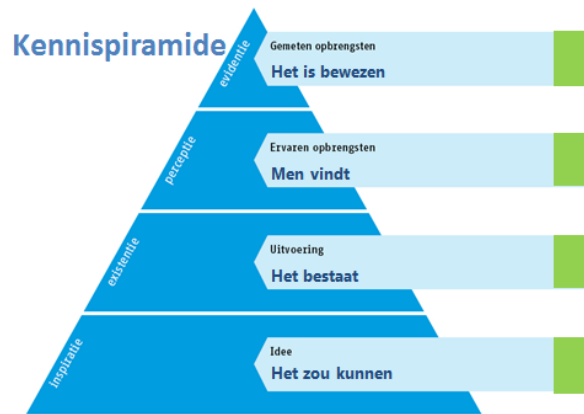 Kennispiramide
evidentie
Gemeten opbrengsten
Het is bewezen
perceptie
Ervaren opbrengsten
Men vindt
existentie
Uitvoering
Het bestaat
inspiratie
Idee
Het zou kunnen